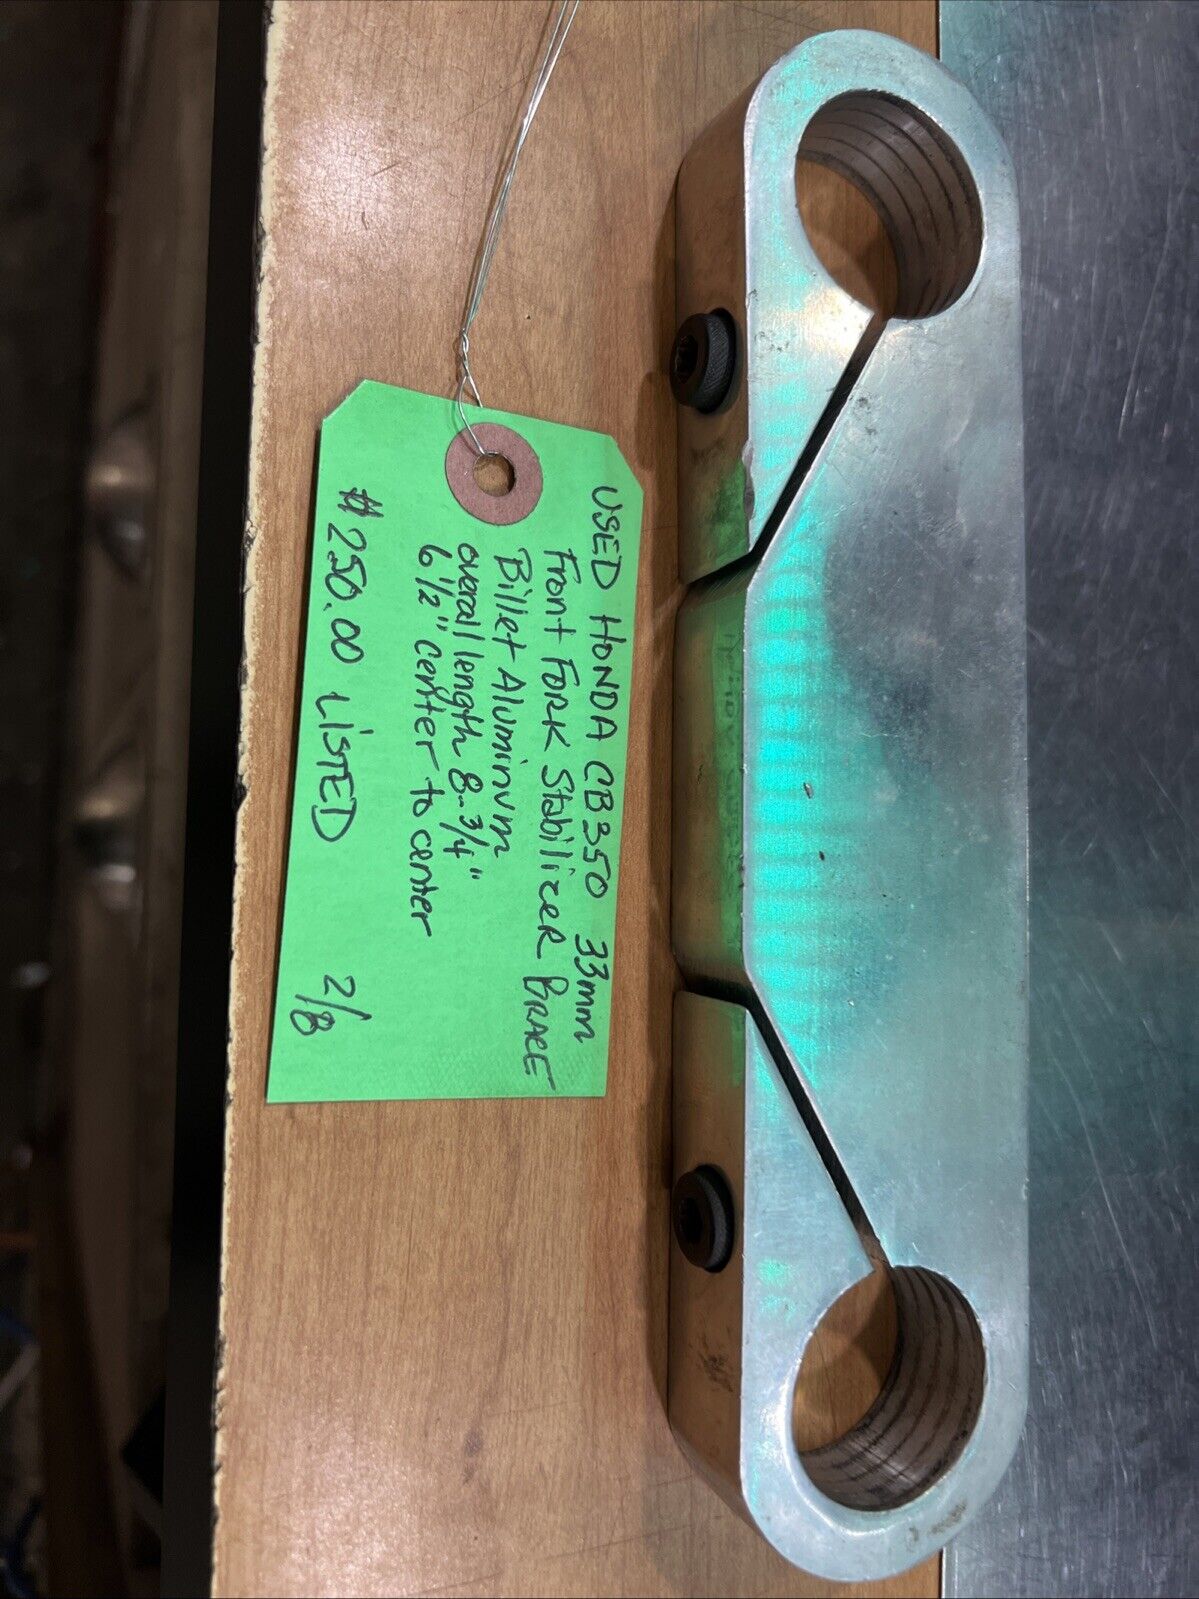 USED HONDA CB350 33mm
Front FORK StabilizeR BRACE
Billet Aluminum
overall length 8-3/4"
6 1/2" center to center
$250.00 LISTED 2/8